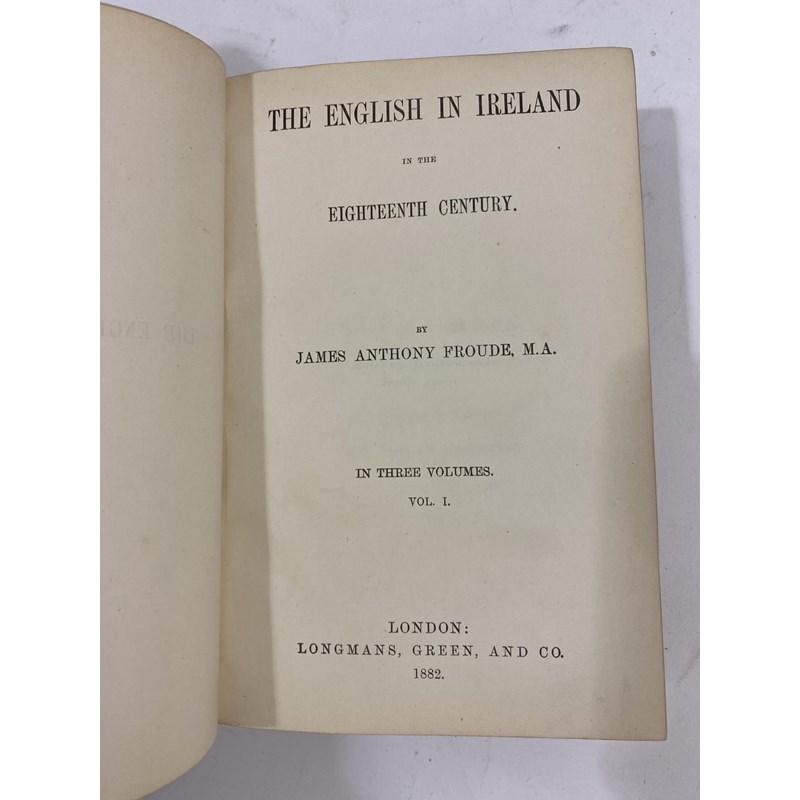 THE ENGLISH IN IRELAND
IN THE
EIGHTEENTH CENTURY.
BY
JAMES ANTHONY FROUDE, M.A.
IN THREE VOLUMES.
VOL. I.
LONDON:
LONGMANS, GREEN, AND CO.
1882.